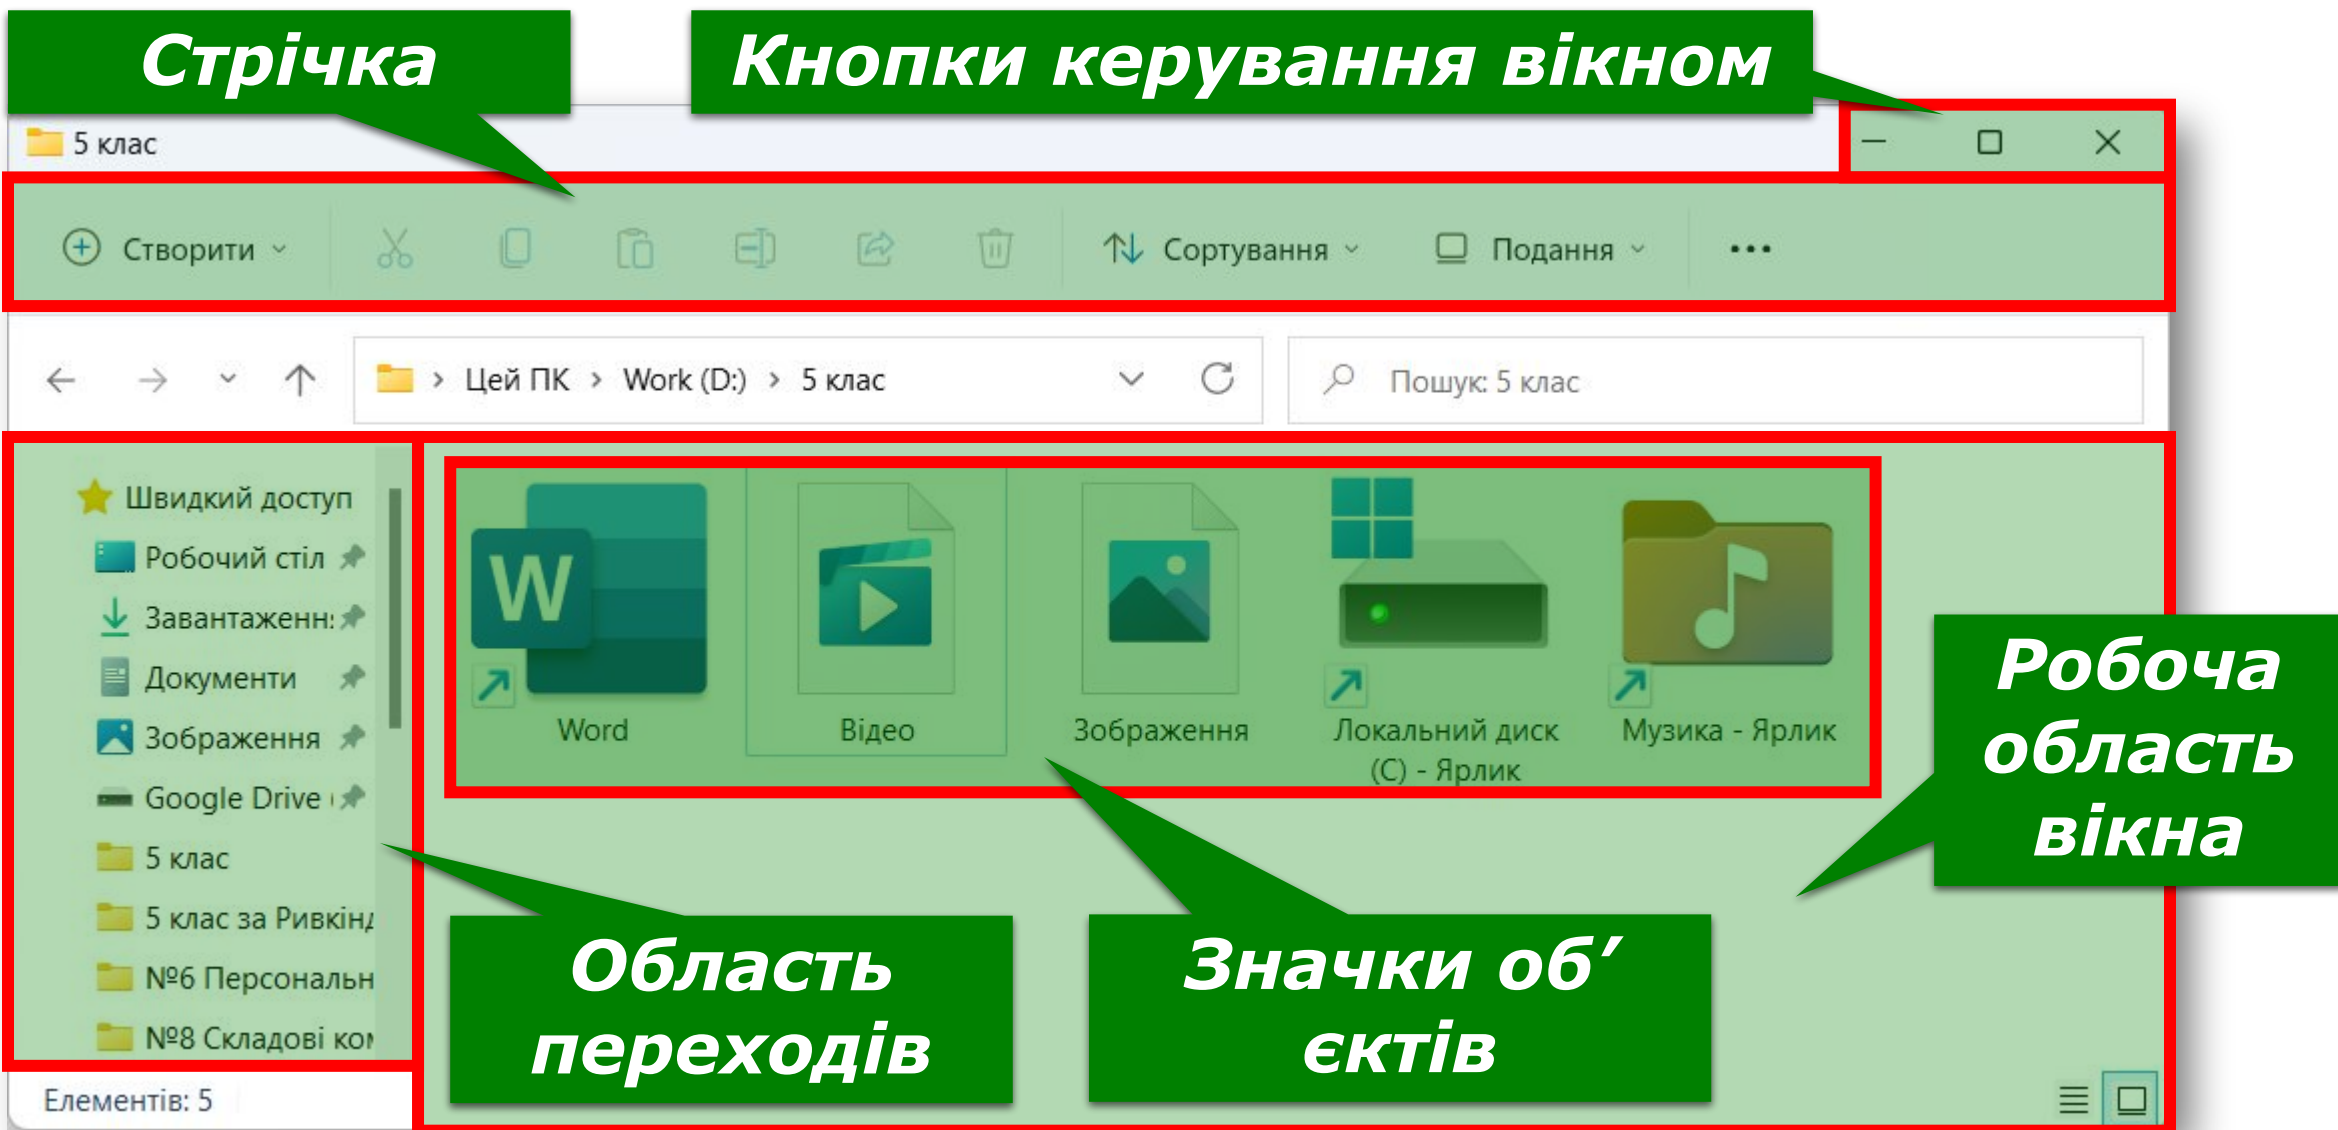 Стрічка
Кнопки керування вікном
5 клас
Створити
Сортування
Подання
Цей ПК > Work (D:) > 5 клас
Пошук: 5 клас
Швидкий доступ
Робочий стіл
Завантаженн
Документи
Зображення
Google Drive
5 клас
5 клас за Ривкінд
№6 Персональн
№8 Складові ком
Елементів: 5
Word
Відео
Зображення
Локальний диск
(C) - Ярлик
Музика - Ярлик
Робоча
область
вікна
Область
переходів
Значки об’
єктів